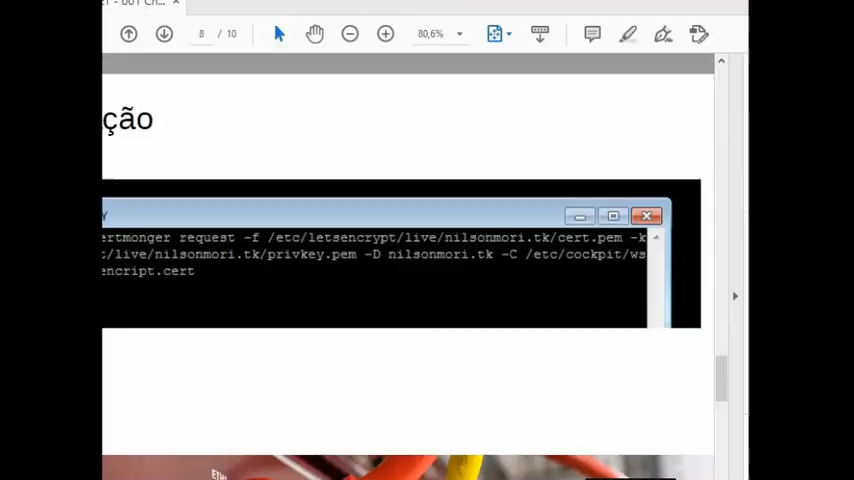 8 / 10
80,6%
ção
Y
ertmonger request -f /etc/letsencrypt/live/nilsonmori.tk/cert.pem -k
t/live/nilsonmori.tk/privkey.pem -D nilsonmori.tk -C /etc/cockpit/ws
encript.cert